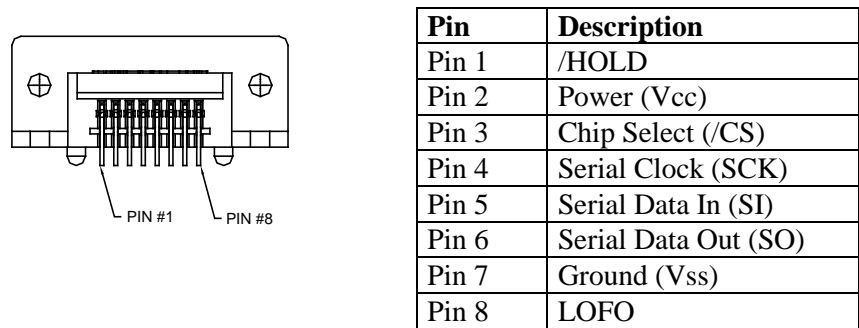 PIN #1
PIN #8
Pin Description
Pin 1 /HOLD
Pin 2 Power (Vcc)
Pin 3 Chip Select (/CS)
Pin 4 Serial Clock (SCK)
Pin 5 Serial Data In (SI)
Pin 6 Serial Data Out (SO)
Pin 7 Ground (Vss)
Pin 8 LOFO